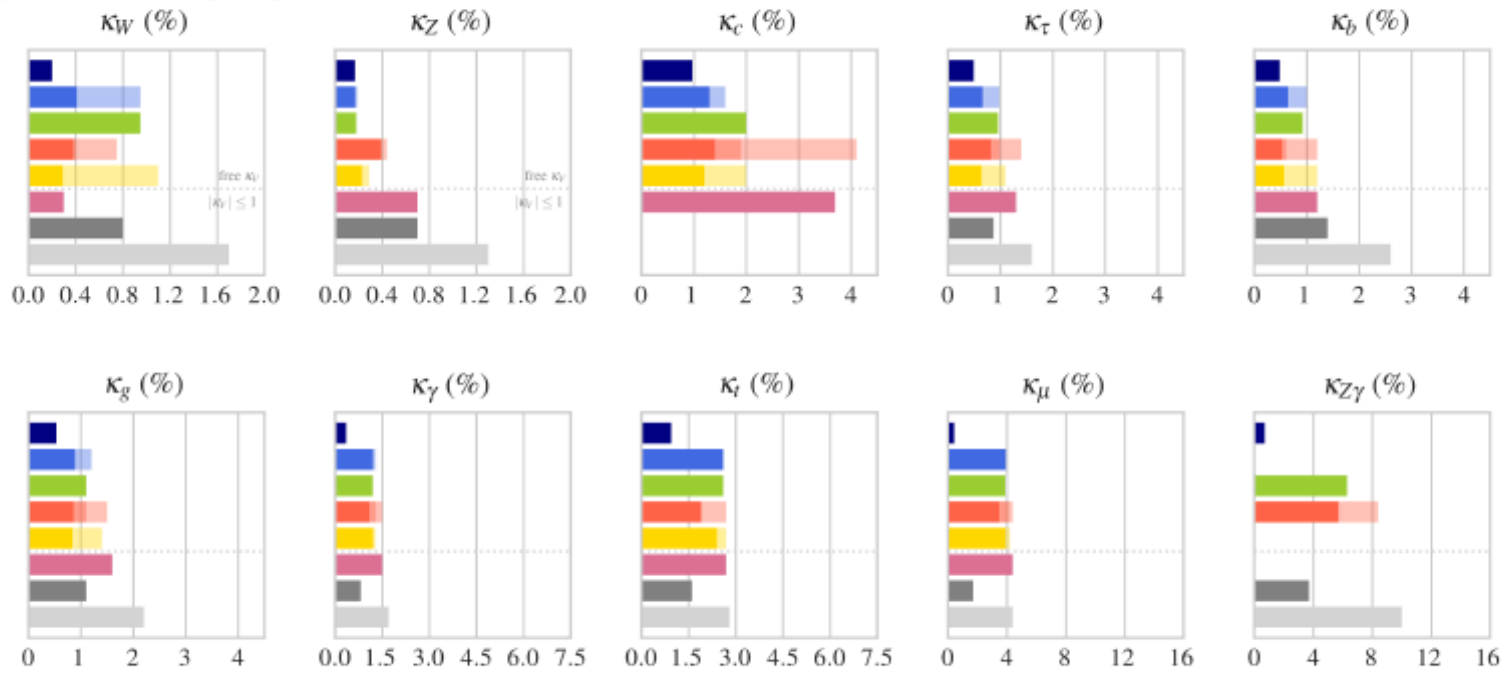 κ_W (%) κ_Z (%) κ_c (%) κ_τ (%) κ_b (%)
free κ_V free κ_V
|κ_V| ≤ 1 |κ_V| ≤ 1
0.0 0.4 0.8 1.2 1.6 2.0 0.0 0.4 0.8 1.2 1.6 2.0 0 1 2 3 4 0 1 2 3 4 0 1 2 3 4
κ_g (%) κ_γ (%) κ_t (%) κ_μ (%) κ_Zγ (%)
0 1 2 3 4 0.0 1.5 3.0 4.5 6.0 7.5 0.0 1.5 3.0 4.5 6.0 7.5 0 4 8 12 16 0 4 8 12 16